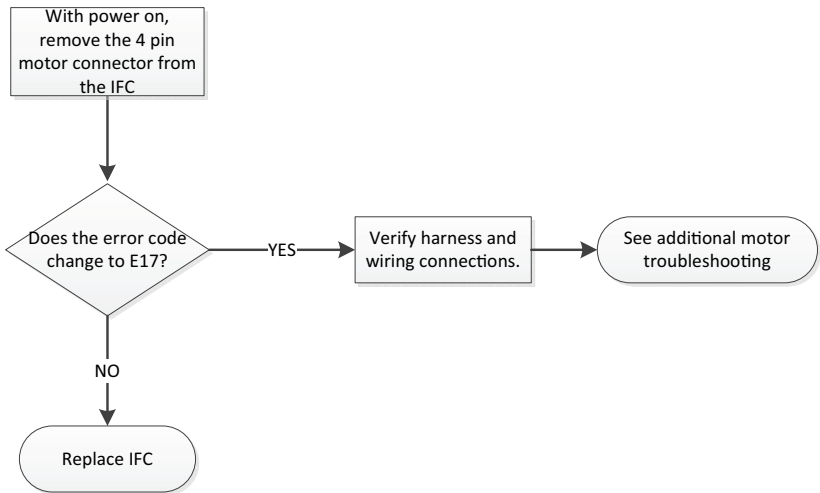 With power on,
remove the 4 pin
motor connector from
the IFC
Does the error code
change to E17?
YES
Verify harness and
wiring connections.
See additional motor
troubleshooting
NO
Replace IFC